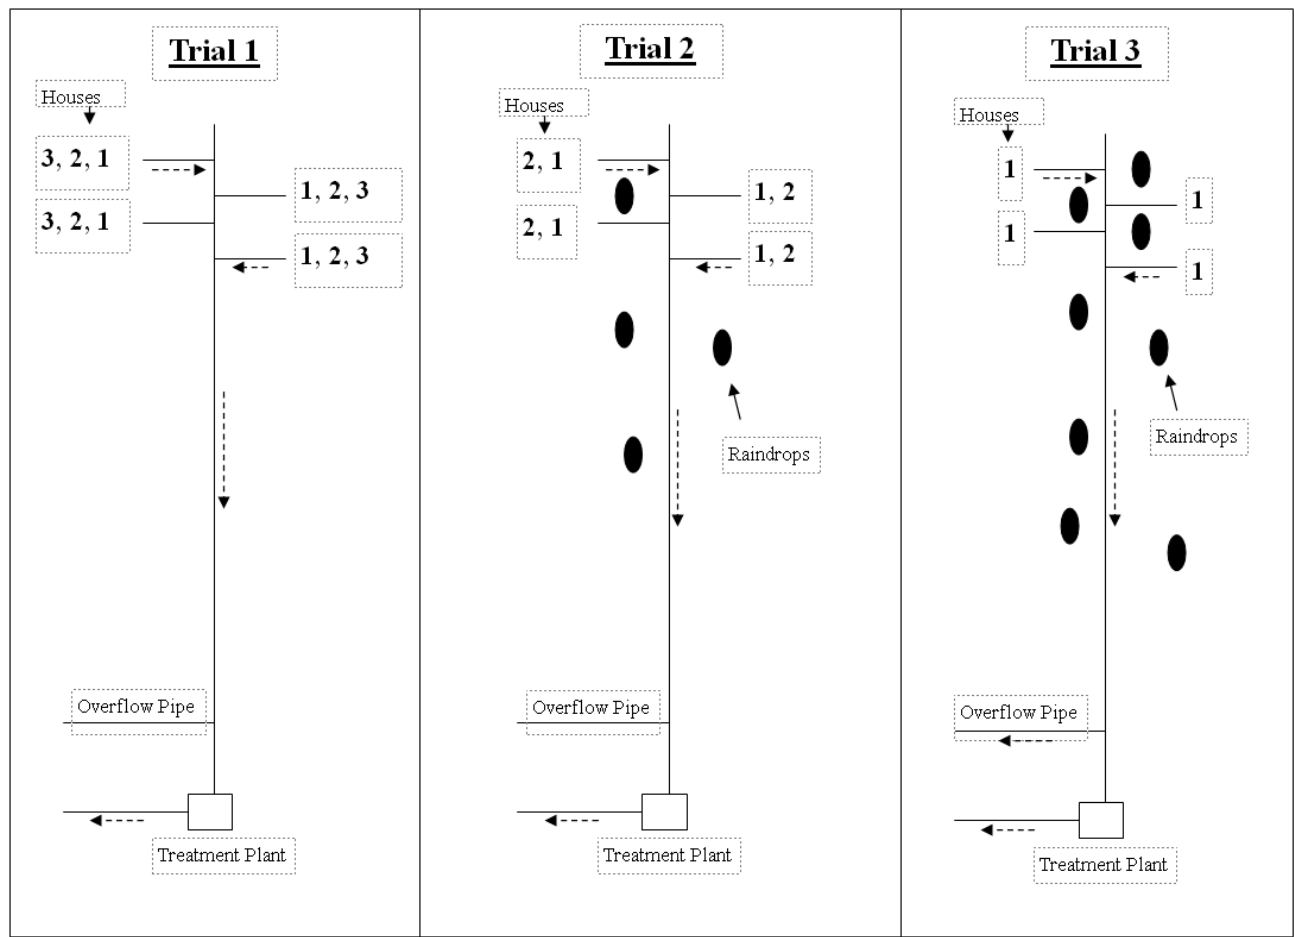 Trial 1
Houses
3, 2, 1
1, 2, 3
3, 2, 1
1, 2, 3
Overflow Pipe
Treatment Plant
Trial 2
Houses
2, 1
1, 2
2, 1
1, 2
Raindrops
Overflow Pipe
Treatment Plant
Trial 3
Houses
1
1
1
1
Raindrops
Overflow Pipe
Treatment Plant